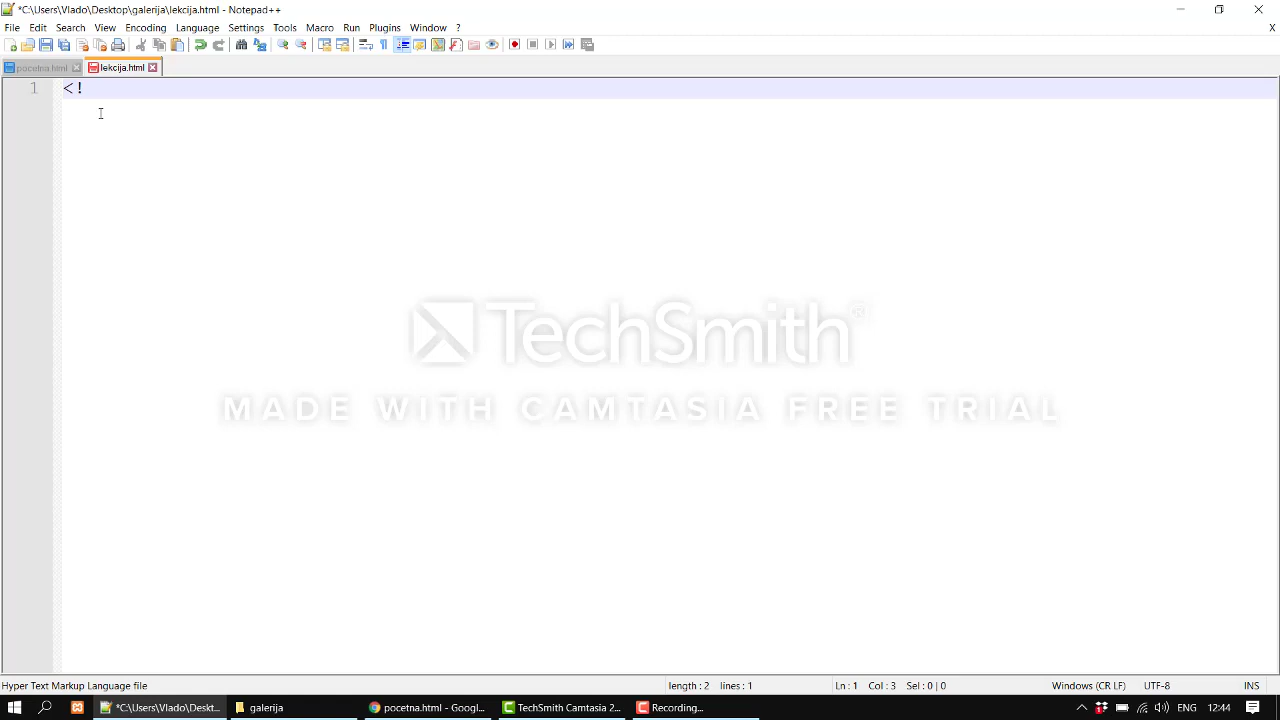 *C:\Users\Vlado\Desktop\galerija\lekcija.html - Notepad++
File Edit Search View Encoding Language Settings Tools Macro Run Plugins Window ? X
pocetna.html lekcija.html
1 <!
TechSmith®
MADE WITH CAMTASIA FREE TRIAL
Hyper Text Markup Language file length : 2 lines : 1 Ln : 1 Col : 3 Sel : 0 | 0 Windows (CR LF) UTF-8 INS
*C:\Users\Vlado\Deskt... galerija pocetna.html - Googl... TechSmith Camtasia 2... Recording... ENG 12:44